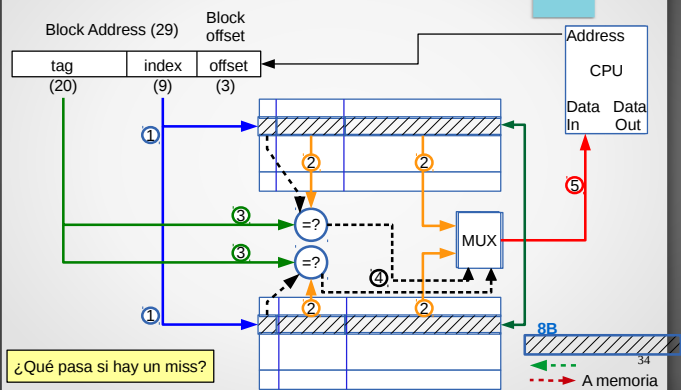 Block Address (29)
Block
offset
tag
index
offset
(20)
(9)
(3)
Address
CPU
Data
In
Data
Out
1
2
2
3
=?
3
=?
4
MUX
5
1
2
2
8B
34
A memoria
¿Qué pasa si hay un miss?